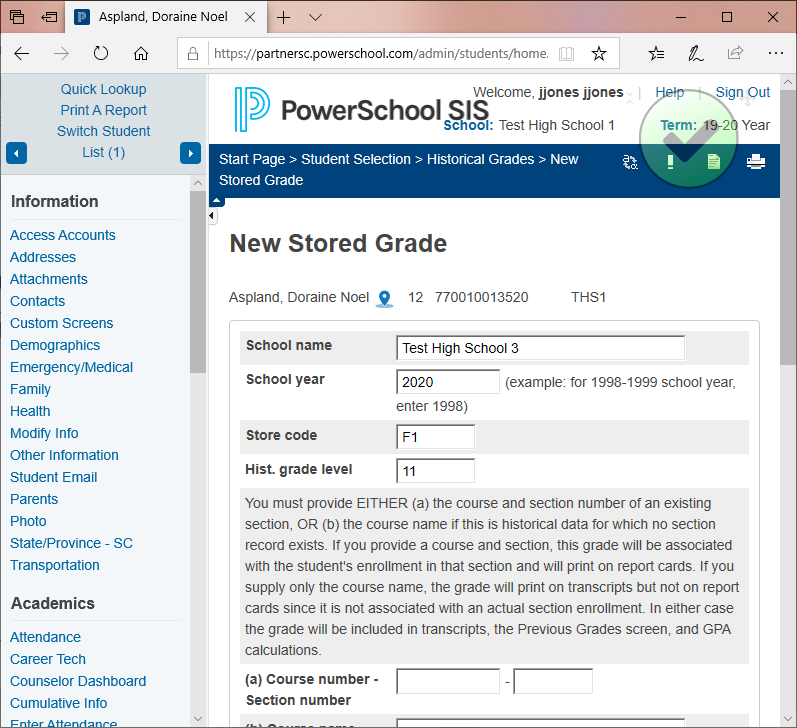 Aspland, Doraine Noel
https://partnersc.powerschool.com/admin/students/home.
Quick Lookup
Print A Report
Switch Student
List (1)
Information
Access Accounts
Addresses
Attachments
Contacts
Custom Screens
Demographics
Emergency/Medical
Family
Health
Modify Info
Other Information
Student Email
Parents
Photo
State/Province - SC
Transportation
Academics
Attendance
Career Tech
Counselor Dashboard
Cumulative Info
Enter Attendance
PowerSchool SIS
Welcome, jjones jjones | Help | Sign Out
School: Test High School 1 Term: 19-20 Year
Start Page > Student Selection > Historical Grades > New
Stored Grade
New Stored Grade
Aspland, Doraine Noel 12 770010013520 THS1
School name Test High School 3
School year 2020 (example: for 1998-1999 school year,
enter 1998)
Store code F1
Hist. grade level 11
You must provide EITHER (a) the course and section number of an existing
section, OR (b) the course name if this is historical data for which no section
record exists. If you provide a course and section, this grade will be associated
with the student's enrollment in that section and will print on report cards. If you
supply only the course name, the grade will print on transcripts but not on report
cards since it is not associated with an actual section enrollment. In either case
the grade will be included in transcripts, the Previous Grades screen, and GPA
calculations.
(a) Course number - -
Section number
(b) Course name